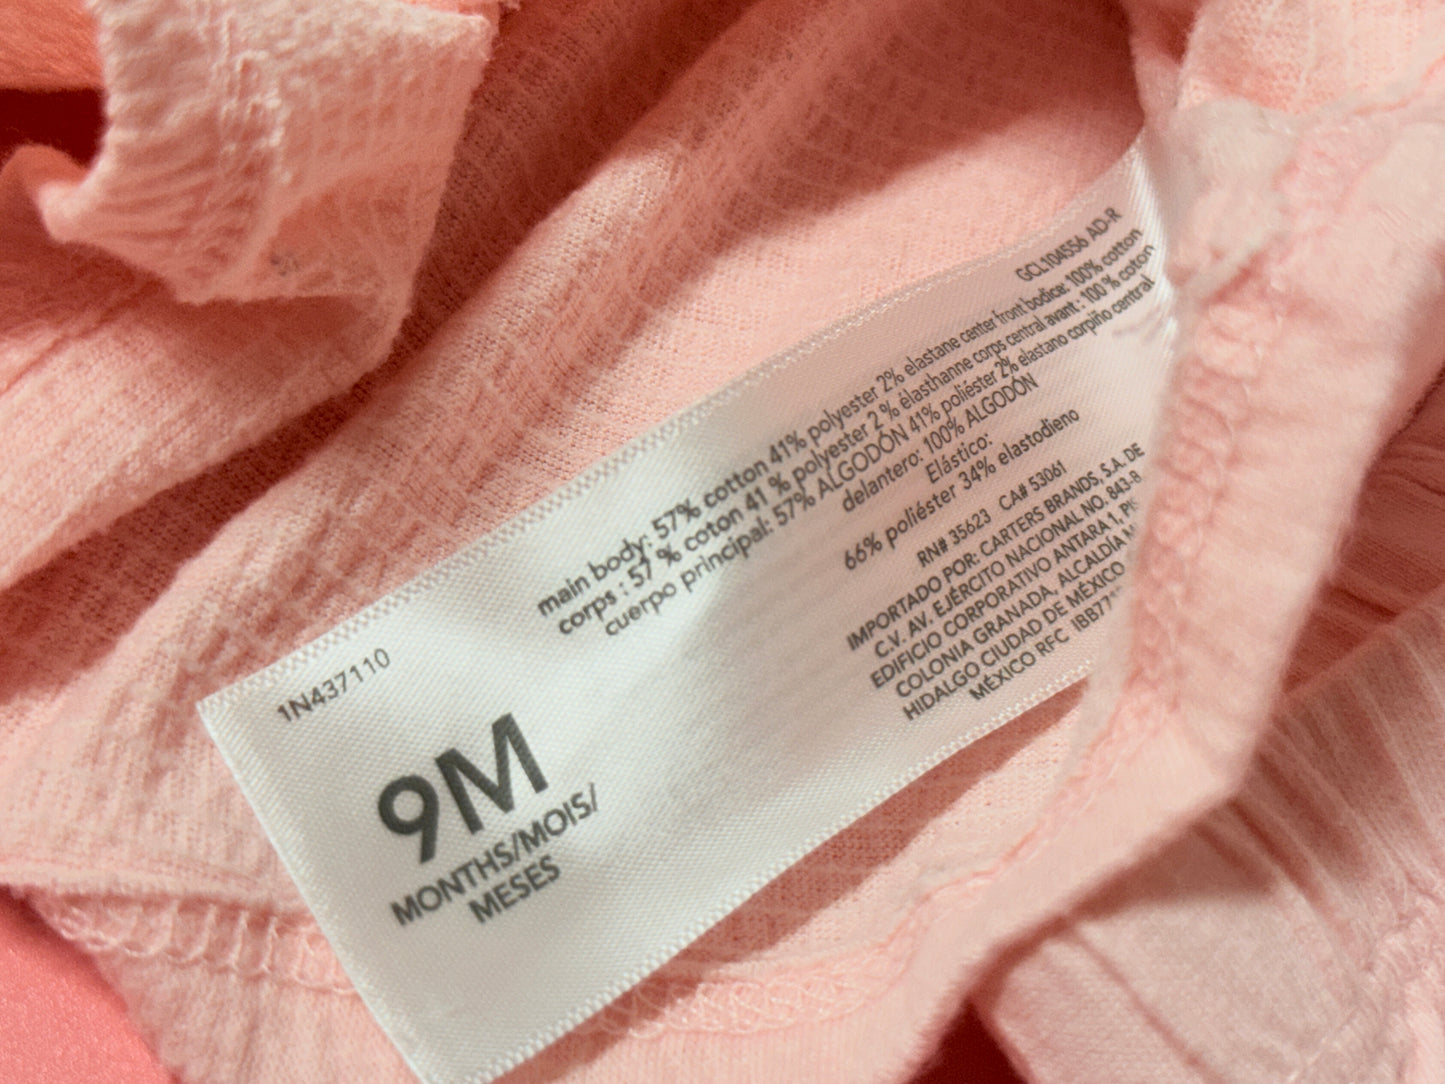 GCL104556 AD-R
main body: 57% cotton 41% polyester 2% elastane center front bodice: 100% cotton
corps : 57 % coton 41 % polyester 2 % élasthanne corps central avant : 100 % coton
cuerpo principal: 57% ALGODÓN 41% poliéster 2% elastano corpiño central
delantero: 100% ALGODÓN
Elástico:
66% poliéster 34% elastodieno
RN# 35623 CA# 53061
IMPORTADO POR: CARTERS BRANDS, S.A. DE
C.V. AV. EJÉRCITO NACIONAL NO. 843-B
EDIFICIO CORPORATIVO ANTARA 1,
COLONIA GRANADA, ALCALDÍA
HIDALGO CIUDAD DE MÉXICO
MÉXICO RFC
1N437110
9M
MONTHS/MOIS/
MESES